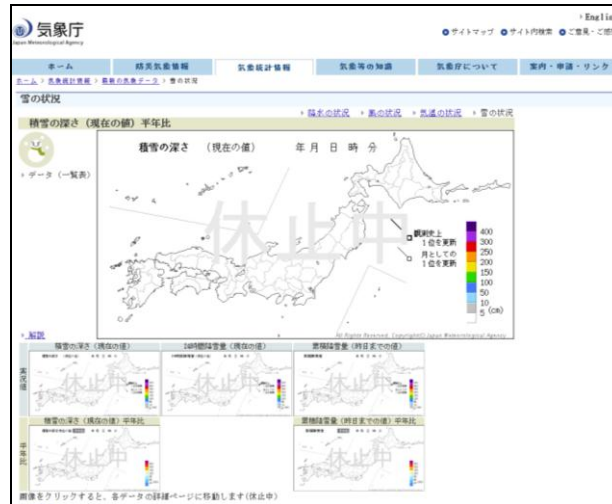 › Englis
気象庁
Japan Meteorological Agency
サイトマップ サイト内検索 ご意見・ご感
ホーム 防災気象情報 気象統計情報 気象等の知識 気象庁について 案内・申請・リンク
ホーム > 気象統計情報 > 最新の気象データ > 雪の状況
雪の状況
› 降水の状況 › 風の状況 › 気温の状況 › 雪の状況
積雪の深さ(現在の値)平年比
› データ(一覧表)
積雪の深さ (現在の値) 年 月 日 時 分
休止中
観測史上
1位を更新
月としての
1位を更新
400
300
250
200
150
100
50
10
5 (cm)
All Rights Reserved, Copyright(C) Japan Meteorological Agency
› 解説
積雪の深さ(現在の値) 24時間降雪量(現在の値) 累積降雪量(昨日までの値)
実況値
休止中 休止中 休止中
積雪の深さ(現在の値)平年比 累積降雪量(昨日までの値)平年比
平年比
休止中 休止中
画像をクリックすると、各データの詳細ページに移動します(休止中)